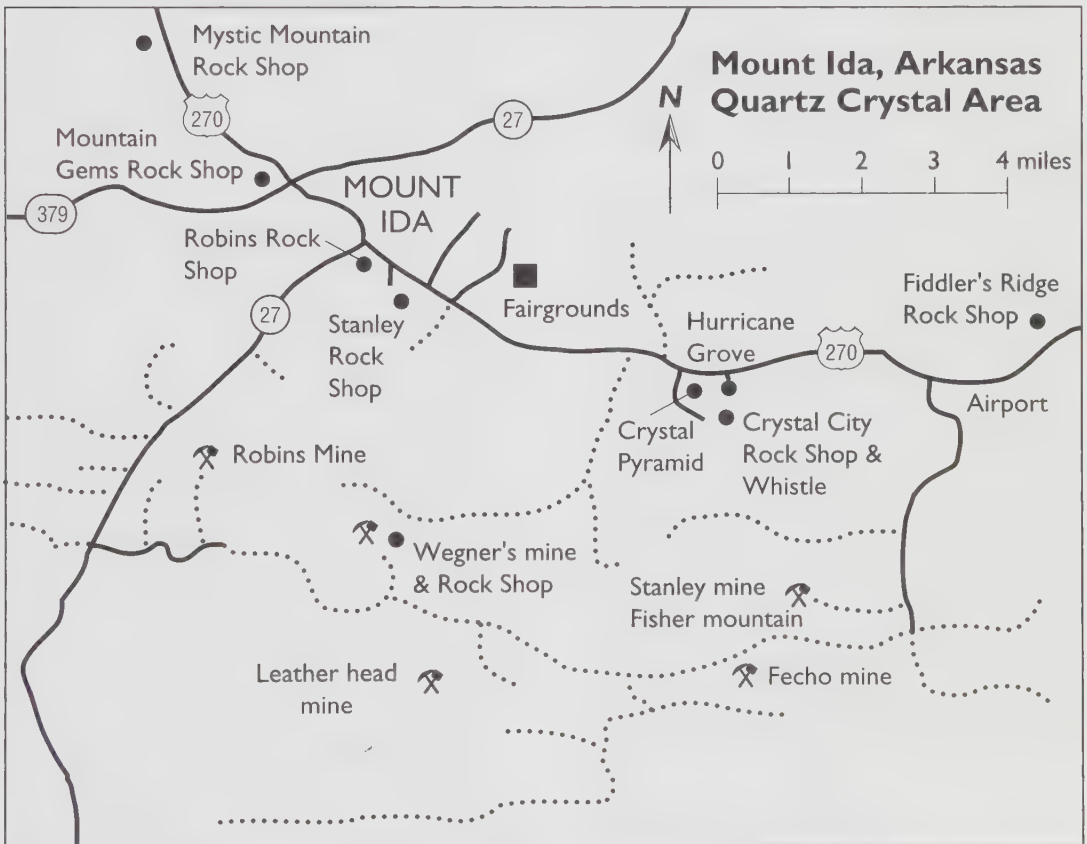 Mystic Mountain
Rock Shop
Mount Ida, Arkansas
Quartz Crystal Area
N
270
27
Mountain
Gems Rock Shop
0 1 2 3 4 miles
MOUNT
IDA
379
Robins Rock
Shop
27
Fairgrounds
Fiddler's Ridge
Rock Shop
Stanley
Rock
Shop
Hurricane
Grove
270
Airport
Crystal
Pyramid
Crystal City
Rock Shop &
Whistle
Robins Mine
Wegner's mine
& Rock Shop
Stanley mine
Fisher mountain
Leather head
mine
Fecho mine